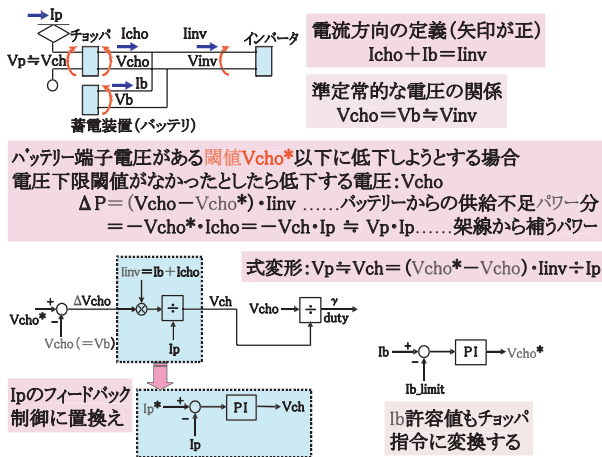 Ip
チョッパ
Icho
Iinv
インバータ
Vp≒Vch
Vcho
Vinv
Ib
Vb
蓄電装置(バッテリ)
電流方向の定義(矢印が正)
Icho+Ib=Iinv
準定常的な電圧の関係
Vcho=Vb≒Vinv
バッテリー端子電圧がある閾値Vcho*以下に低下しようとする場合
電圧下限閾値がなかったとしたら低下する電圧:Vcho
ΔP=(Vcho-Vcho*)・Iinv ……バッテリーからの供給不足パワー分
=-Vcho*・Icho=-Vch・Ip ≒ Vp・Ip……架線から補うパワー
式変形:Vp≒Vch=(Vcho*-Vcho)・Iinv÷Ip
Iinv=Ib+Icho
+
Vcho*
-
ΔVcho
Vcho(=Vb)
⊗
÷
Ip
Vch
Vcho
÷
γ
duty
Ib
+
-
Ib_limit
PI
Vcho*
Ipのフィードバック
制御に置換え
Ip*
+
-
Ip
PI
Vch
Ib許容値もチョッパ
指令に変換する